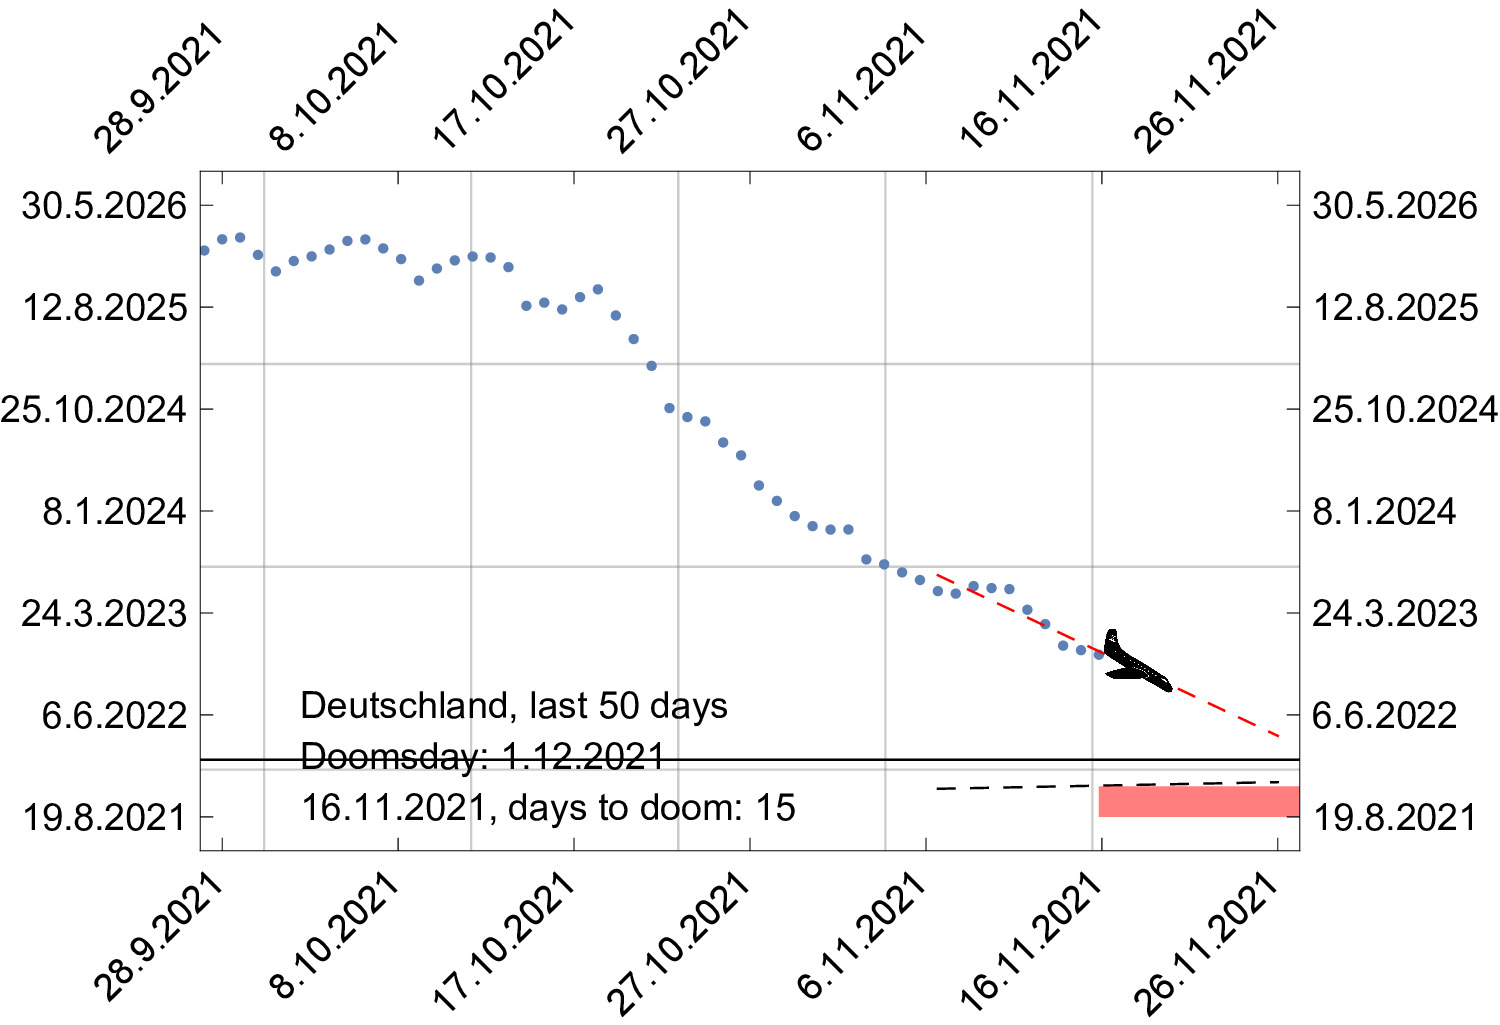 28.9.2021 8.10.2021 17.10.2021 27.10.2021 6.11.2021 16.11.2021 26.11.2021
30.5.2026 30.5.2026
12.8.2025 12.8.2025
25.10.2024 25.10.2024
8.1.2024 8.1.2024
24.3.2023 24.3.2023
Deutschland, last 50 days
6.6.2022 6.6.2022
Doomsday: 1.12.2021
16.11.2021, days to doom: 15
19.8.2021 19.8.2021
28.9.2021 8.10.2021 17.10.2021 27.10.2021 6.11.2021 16.11.2021 26.11.2021